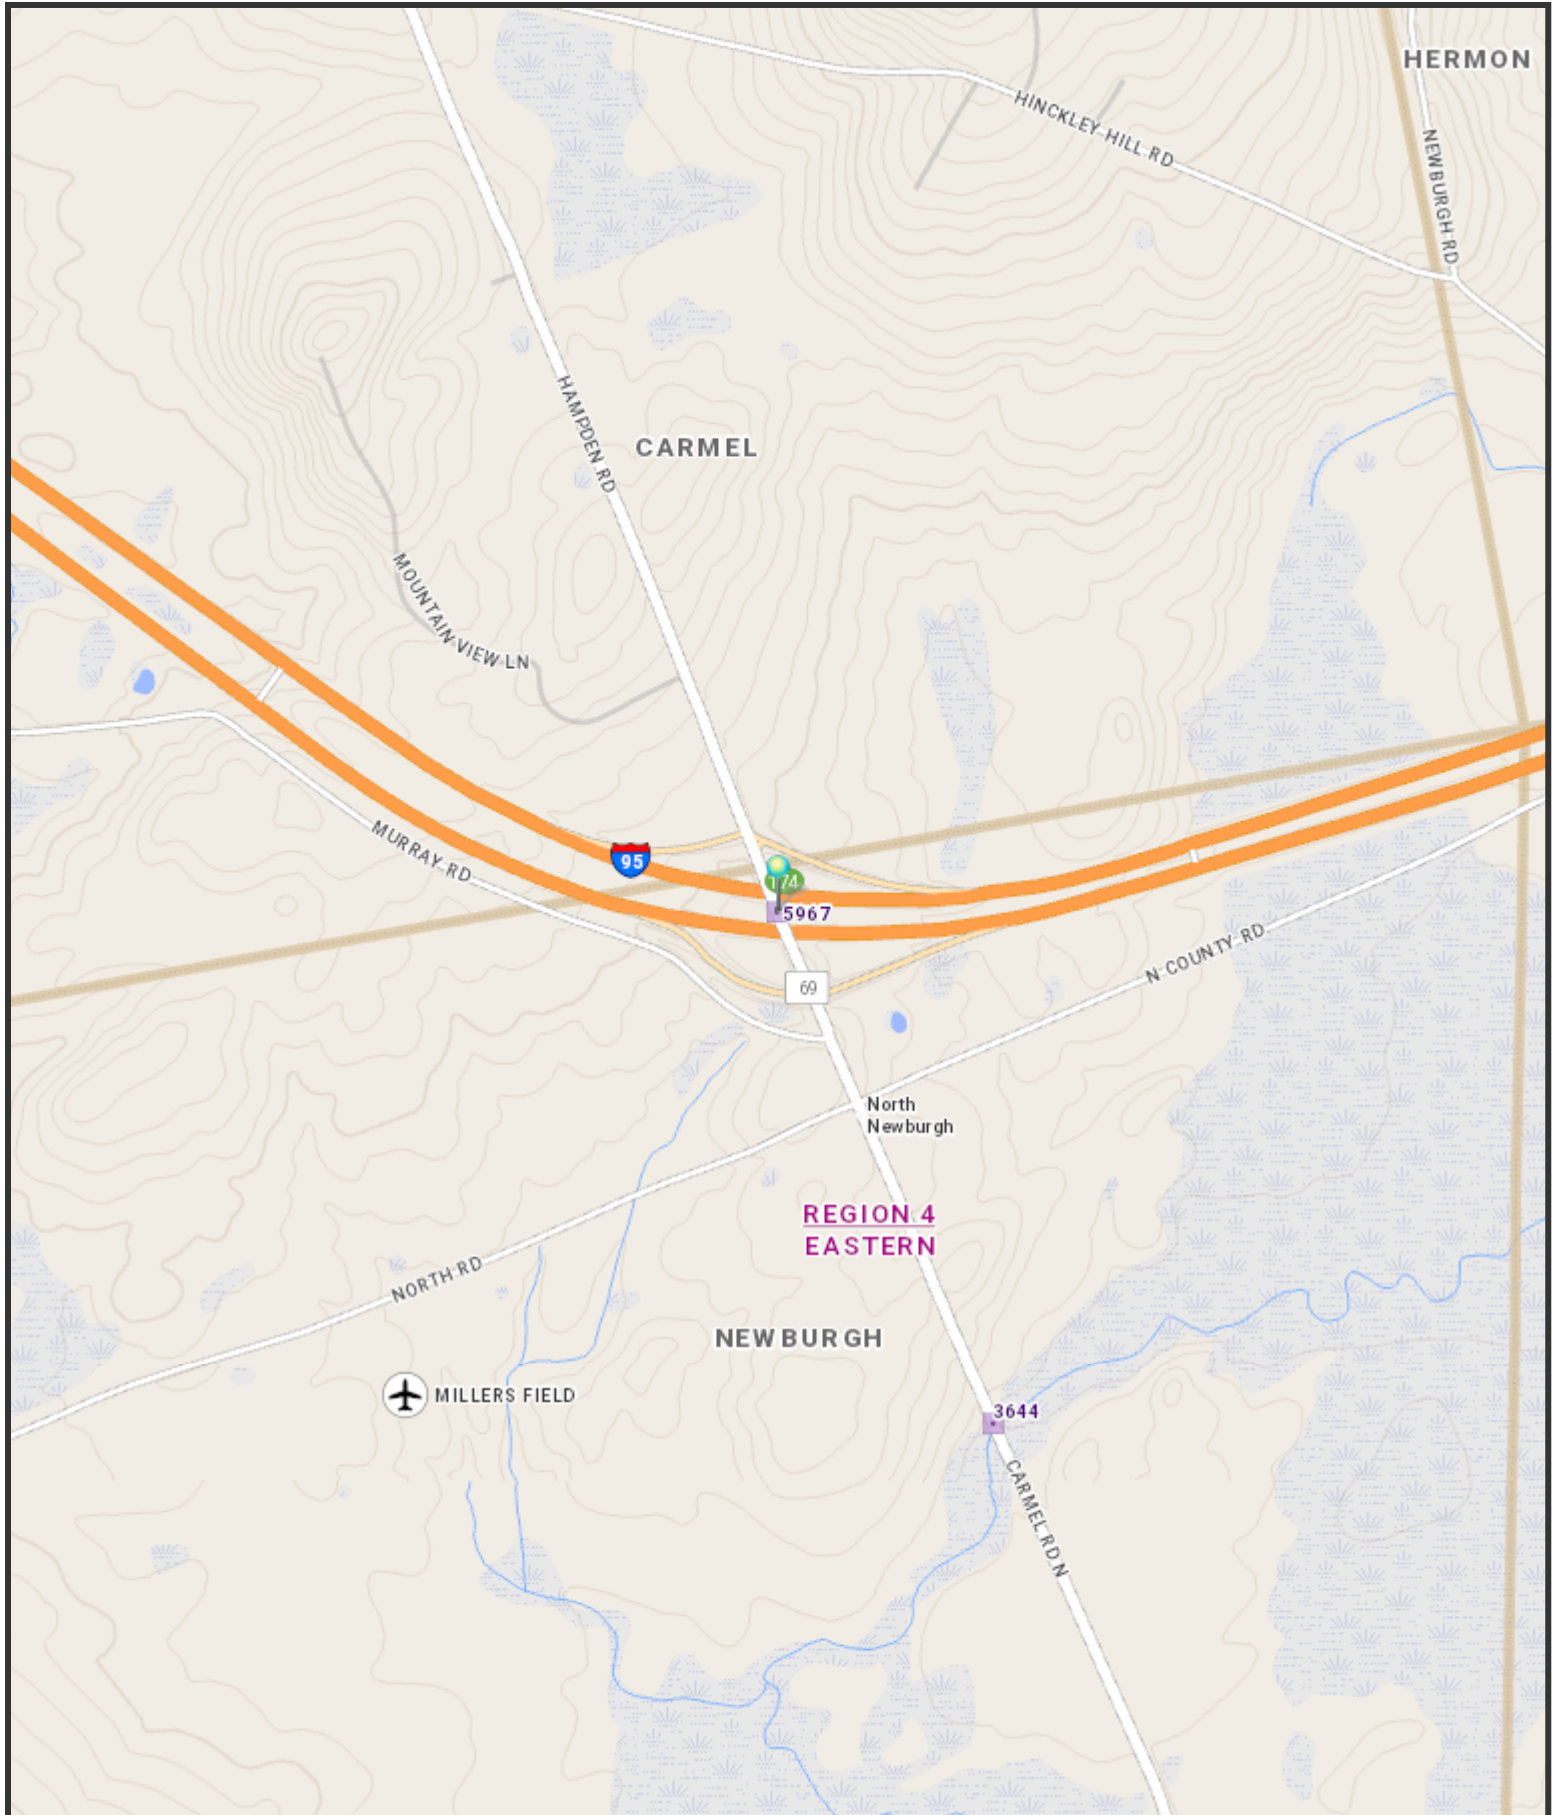 HERMON
HINCKLEY HILL RD
NEWBURGH RD
HAMPDEN RD
CARMEL
MOUNTAIN VIEW LN
MURRAY RD
95
174
5967
69
N COUNTY RD
North
Newburgh
REGION 4
EASTERN
NORTH RD
NEWBURGH
MILLERS FIELD
3644
CARMEL RD N